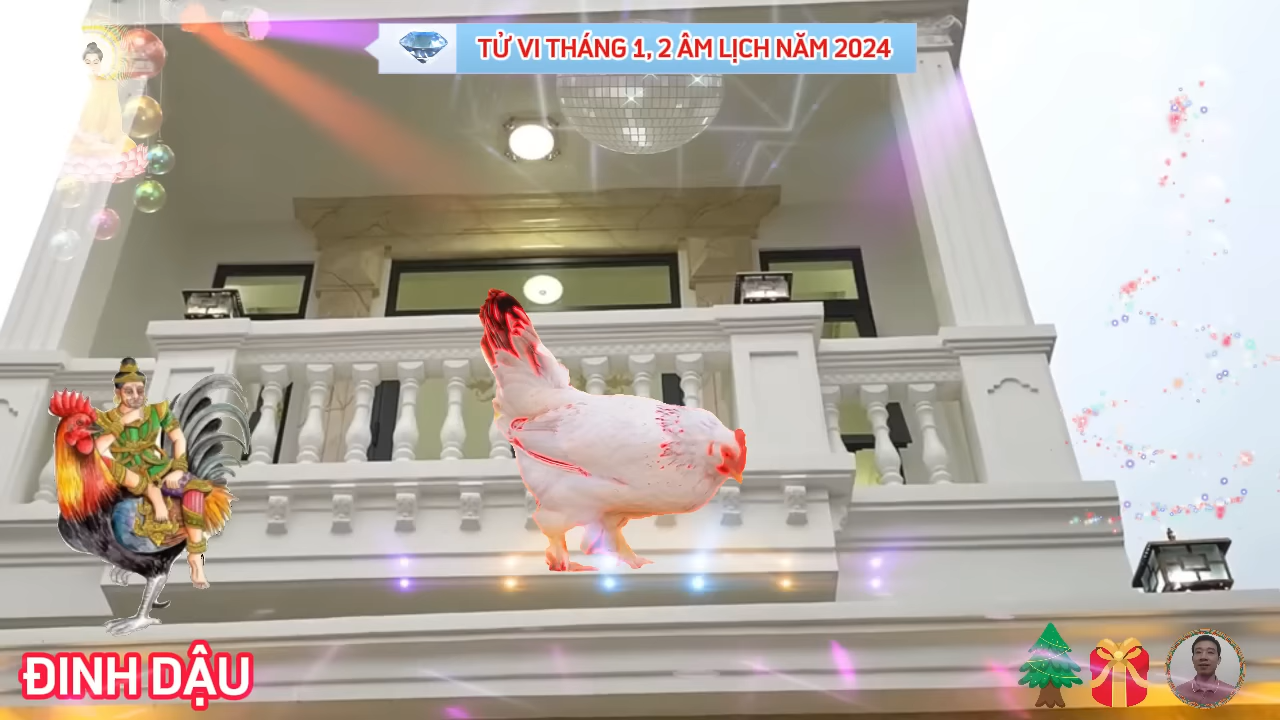 TỬ VI THÁNG 1, 2 ÂM LỊCH NĂM 2024
ĐINH DẬU